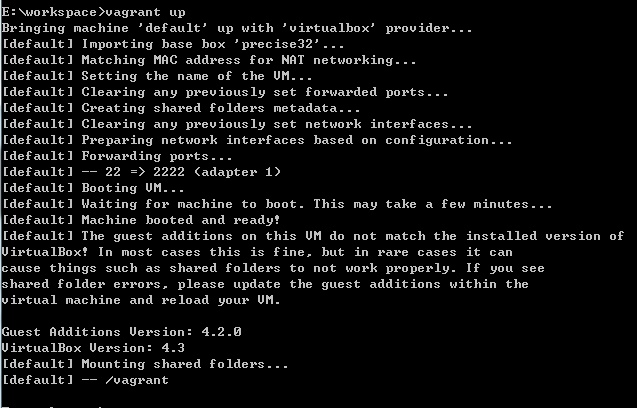 E:\workspace>vagrant up
Bringing machine 'default' up with 'virtualbox' provider...
[default] Importing base box 'precise32'...
[default] Matching MAC address for NAT networking...
[default] Setting the name of the VM...
[default] Clearing any previously set forwarded ports...
[default] Creating shared folders metadata...
[default] Clearing any previously set network interfaces...
[default] Preparing network interfaces based on configuration...
[default] Forwarding ports...
[default] -- 22 => 2222 (adapter 1)
[default] Booting VM...
[default] Waiting for machine to boot. This may take a few minutes...
[default] Machine booted and ready!
[default] The guest additions on this VM do not match the installed version of
VirtualBox! In most cases this is fine, but in rare cases it can
cause things such as shared folders to not work properly. If you see
shared folder errors, please update the guest additions within the
virtual machine and reload your VM.
Guest Additions Version: 4.2.0
VirtualBox Version: 4.3
[default] Mounting shared folders...
[default] -- /vagrant